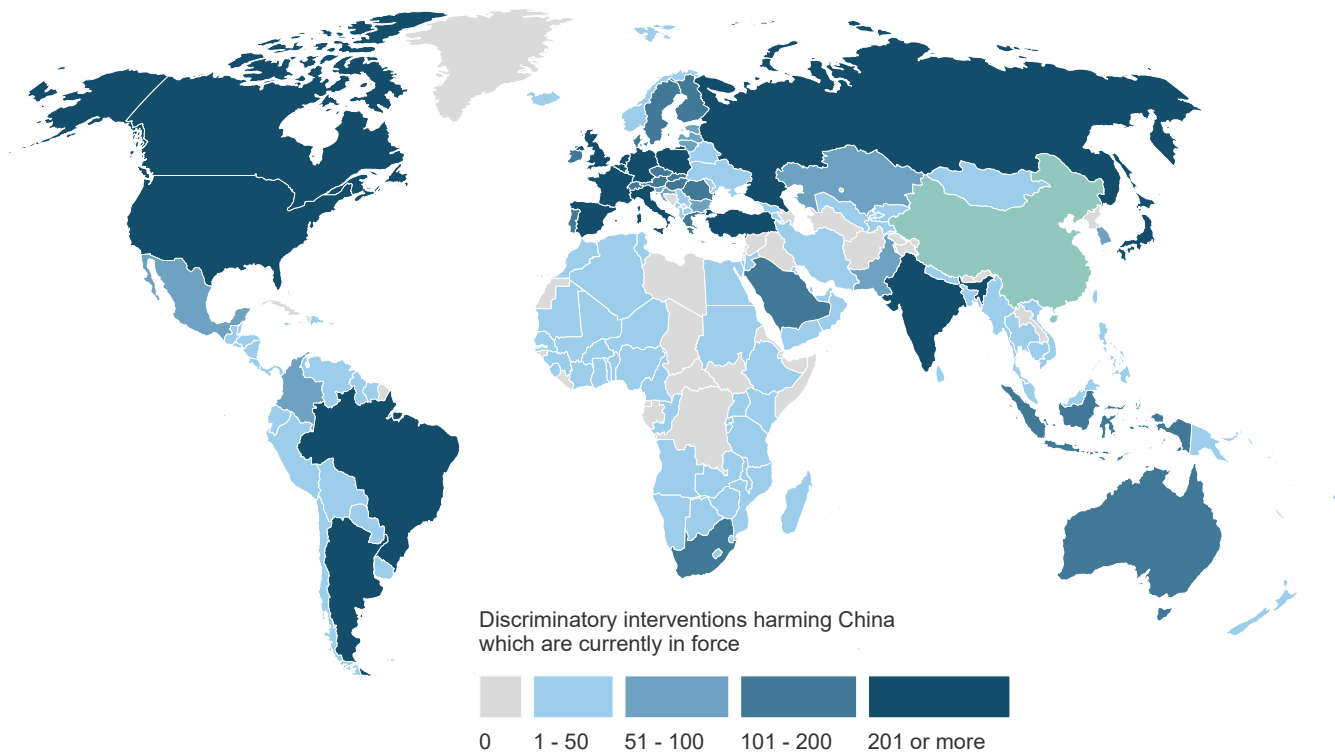 Discriminatory interventions harming China
which are currently in force
0 1 - 50 51 - 100 101 - 200 201 or more